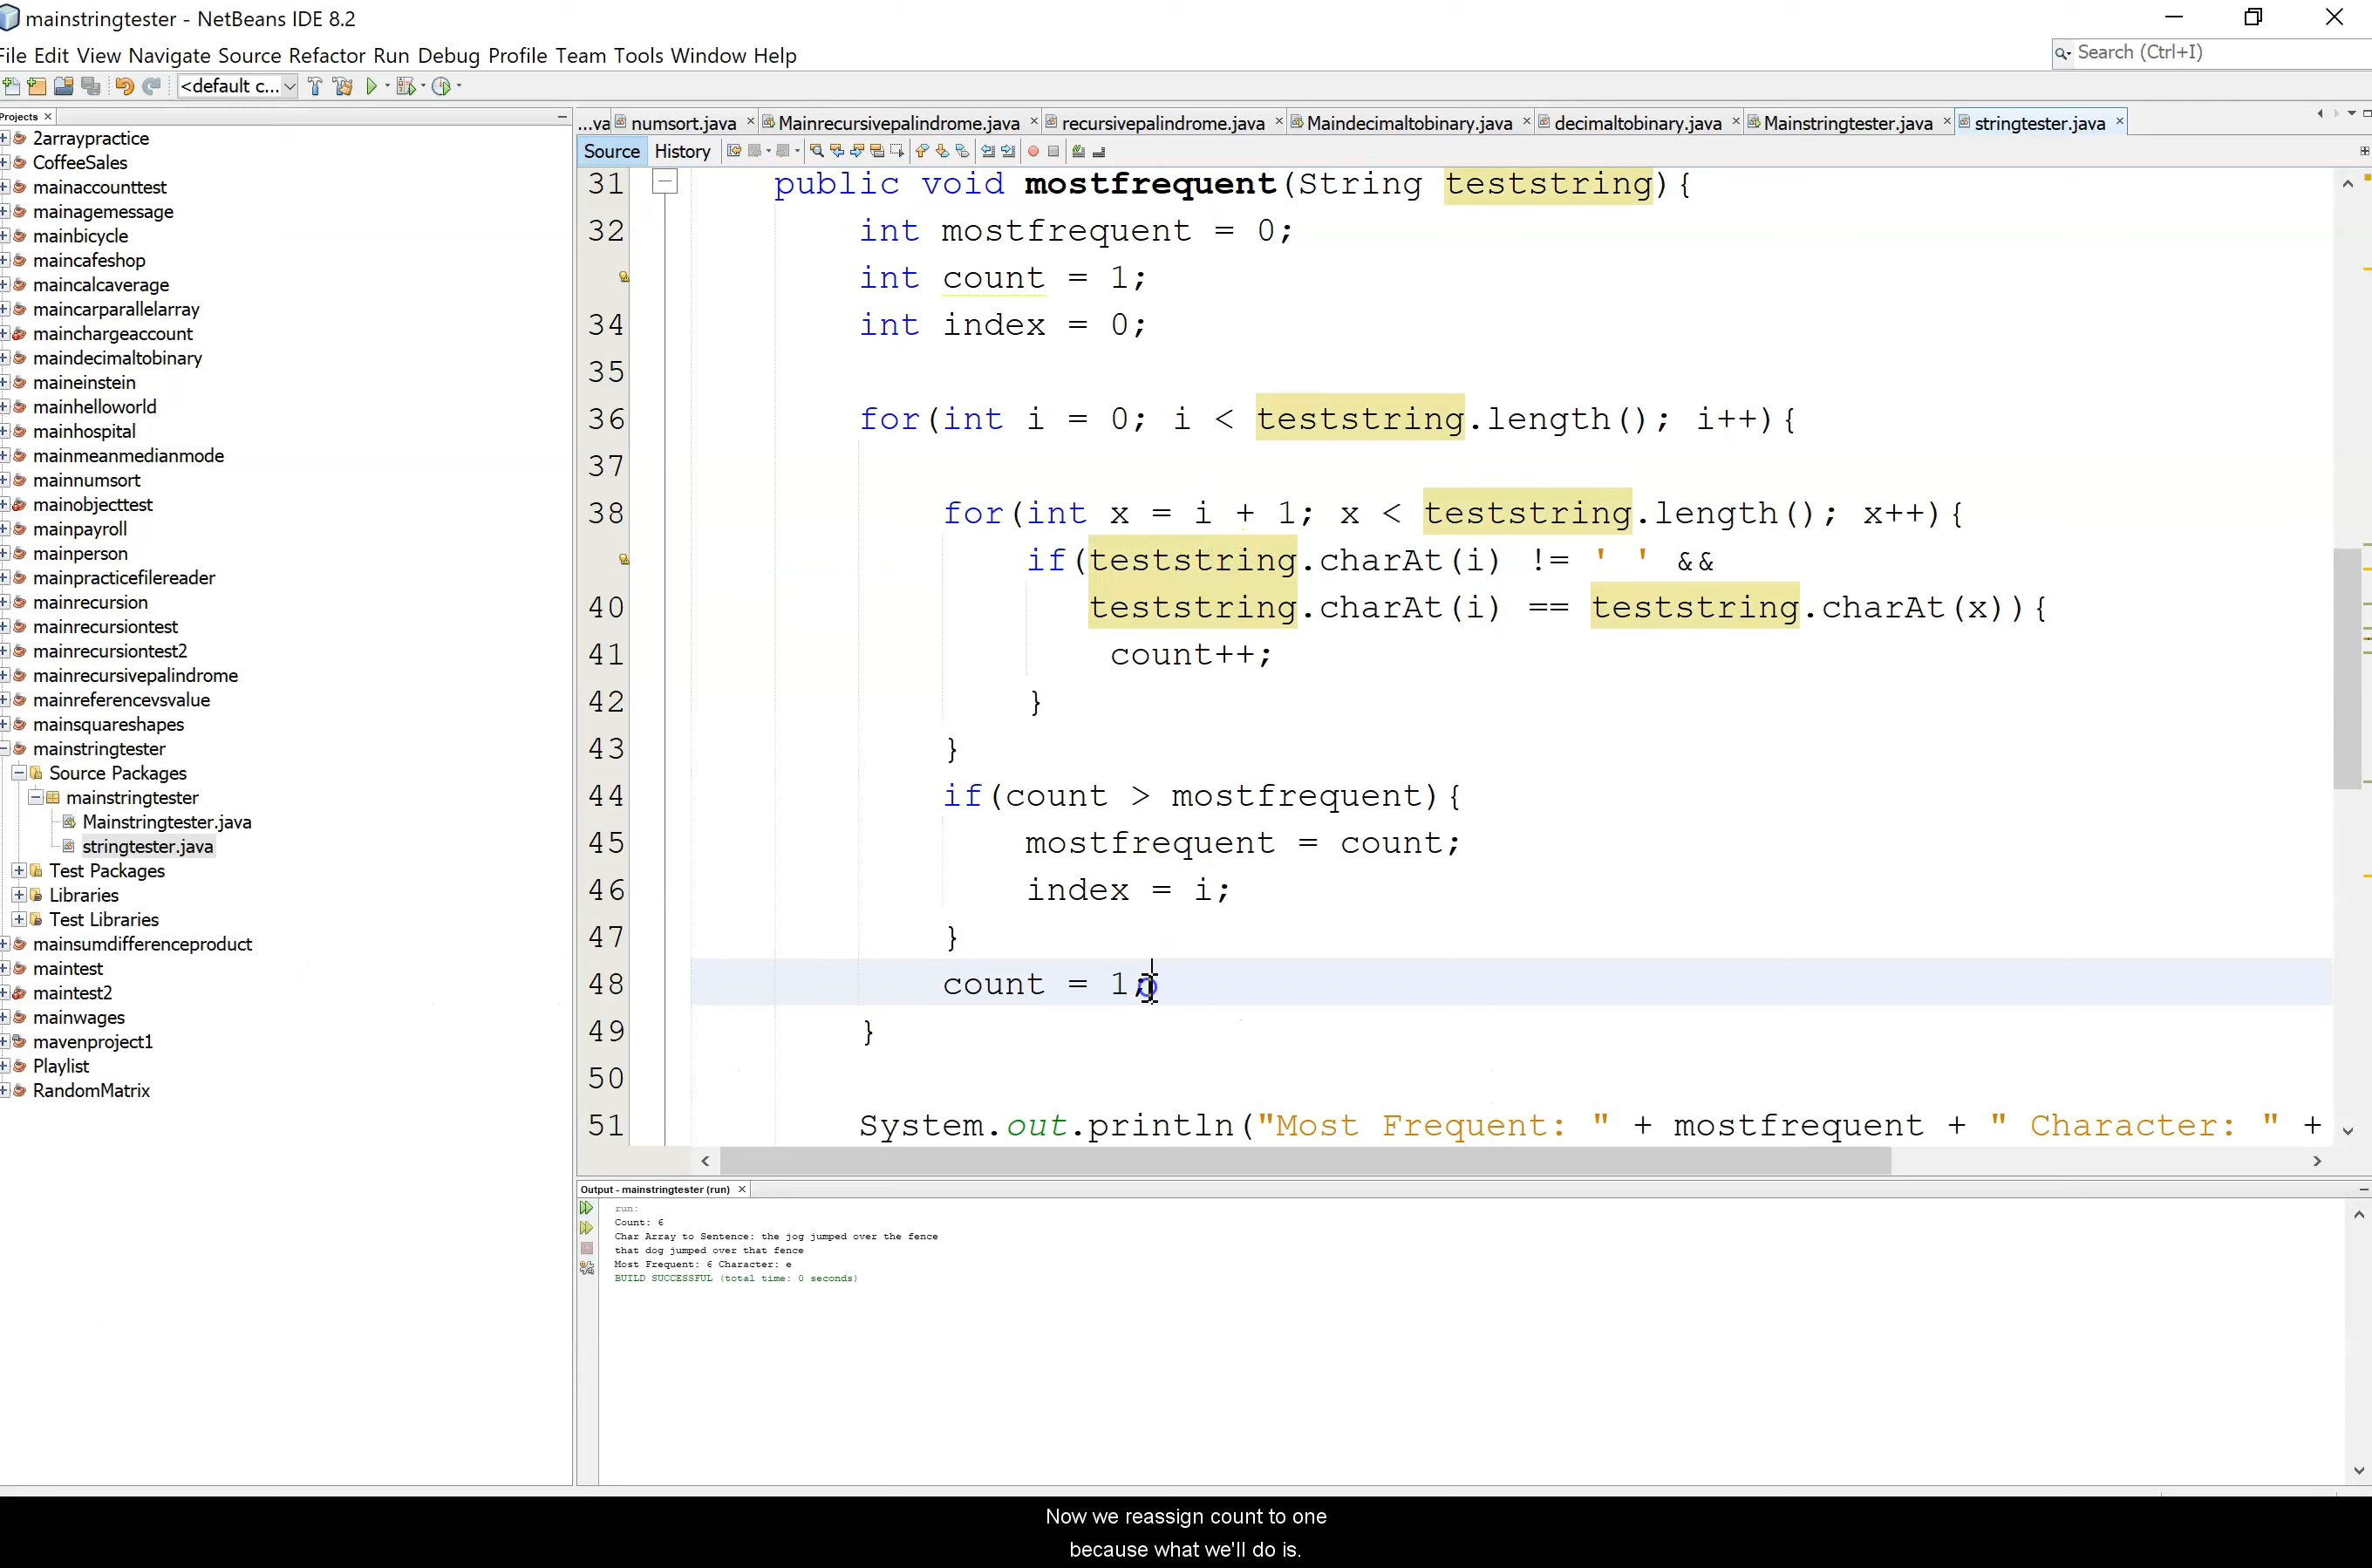 mainstringtester - NetBeans IDE 8.2
File Edit View Navigate Source Refactor Run Debug Profile Team Tools Window Help
Search (Ctrl+I)
<default c...
Projects
2arraypractice
CoffeeSales
mainaccounttest
mainagemessage
mainbicycle
maincafeshop
maincalcaverage
maincarparallelarray
mainchargeaccount
maindecimaltobinary
maineinstein
mainhelloworld
mainhospital
mainmeanmedianmode
mainnumsort
mainobjecttest
mainpayroll
mainperson
mainpracticefilereader
mainrecursion
mainrecursiontest
mainrecursiontest2
mainrecursivepalindrome
mainreferencevsvalue
mainsquareshapes
mainstringtester
Source Packages
mainstringtester
Mainstringtester.java
stringtester.java
Test Packages
Libraries
Test Libraries
mainsumdifferenceproduct
maintest
maintest2
mainwages
mavenproject1
Playlist
RandomMatrix
...va numsort.java Mainrecursivepalindrome.java recursivepalindrome.java Maindecimaltobinary.java decimaltobinary.java Mainstringtester.java stringtester.java
Source History
31 public void mostfrequent(String teststring){
32 int mostfrequent = 0;
int count = 1;
34 int index = 0;
35
36 for(int i = 0; i < teststring.length(); i++){
37
38 for(int x = i + 1; x < teststring.length(); x++){
if(teststring.charAt(i) != ' ' &&
40 teststring.charAt(i) == teststring.charAt(x)){
41 count++;
42 }
43 }
44 if(count > mostfrequent){
45 mostfrequent = count;
46 index = i;
47 }
48 count = 1;
49 }
50
51 System.out.println("Most Frequent: " + mostfrequent + " Character: " +
Output - mainstringtester (run)
run:
Count: 6
Char Array to Sentence: the jog jumped over the fence
that dog jumped over that fence
Most Frequent: 6 Character: e
BUILD SUCCESSFUL (total time: 0 seconds)
Now we reassign count to one
because what we'll do is.